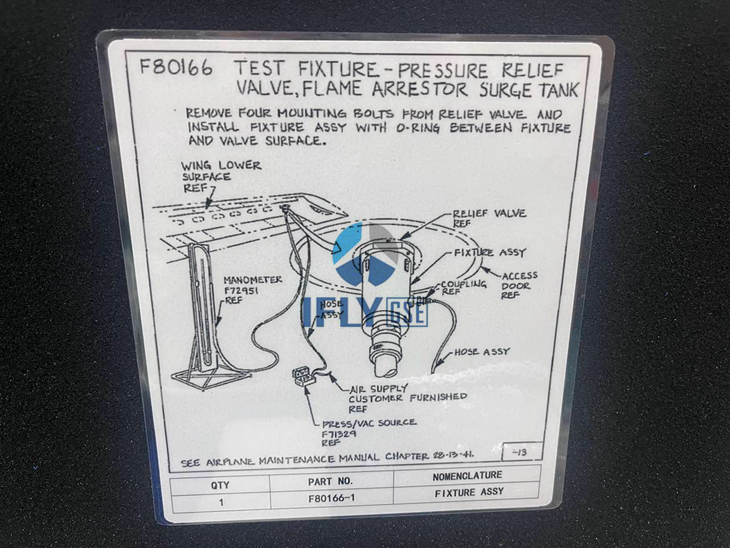 F80166 TEST FIXTURE-PRESSURE RELIEF
VALVE, FLAME ARRESTOR SURGE TANK
REMOVE FOUR MOUNTING BOLTS FROM RELIEF VALVE AND
INSTALL FIXTURE ASSY WITH O-RING BETWEEN FIXTURE
AND VALVE SURFACE.
WING LOWER
SURFACE
REF
RELIEF VALVE
REF
FIXTURE ASSY
ACCESS
DOOR
REF
COUPLING
REF
MANOMETER
F72951
REF
HOSE
ASSY
IFLY GSE
HOSE ASSY
AIR SUPPLY
CUSTOMER FURNISHED
REF
PRESS/VAC SOURCE
F71329
REF
SEE AIRPLANE MAINTENANCE MANUAL CHAPTER 28-13-41.
-13
QTY PART NO. NOMENCLATURE
1 F80166-1 FIXTURE ASSY